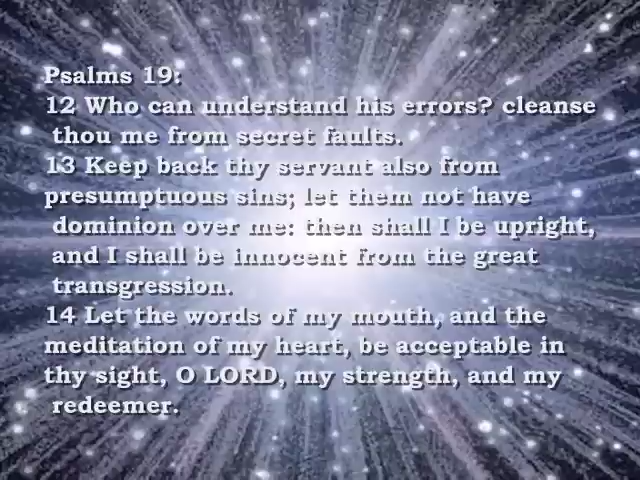 Psalms 19:
12 Who can understand his errors? cleanse
thou me from secret faults.
13 Keep back thy servant also from
presumptuous sins; let them not have
dominion over me: then shall I be upright,
and I shall be innocent from the great
transgression.
14 Let the words of my mouth, and the
meditation of my heart, be acceptable in
thy sight, O LORD, my strength, and my
redeemer.